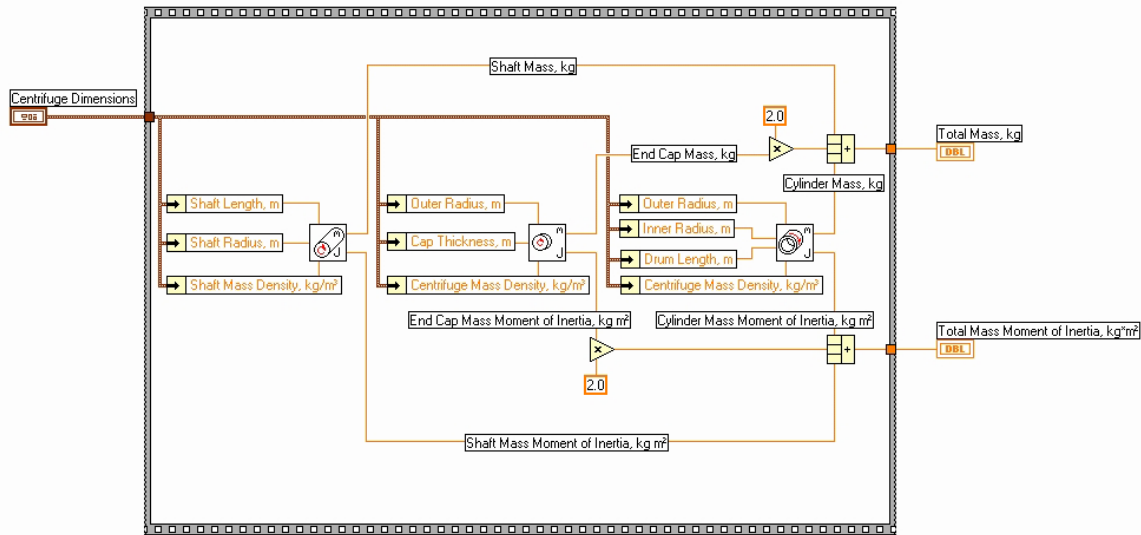 Shaft Mass, kg
Centrifuge Dimensions
2.0
Total Mass, kg
DBL
End Cap Mass, kg
Cylinder Mass, kg
Shaft Length, m
Outer Radius, m
Outer Radius, m
Shaft Radius, m
m
J
Cap Thickness, m
m
J
Inner Radius, m
m
J
Drum Length, m
Shaft Mass Density, kg/m³
Centrifuge Mass Density, kg/m³
Centrifuge Mass Density, kg/m³
End Cap Mass Moment of Inertia, kg m²
Cylinder Mass Moment of Inertia, kg m²
Total Mass Moment of Inertia, kg*m²
DBL
2.0
Shaft Mass Moment of Inertia, kg m²